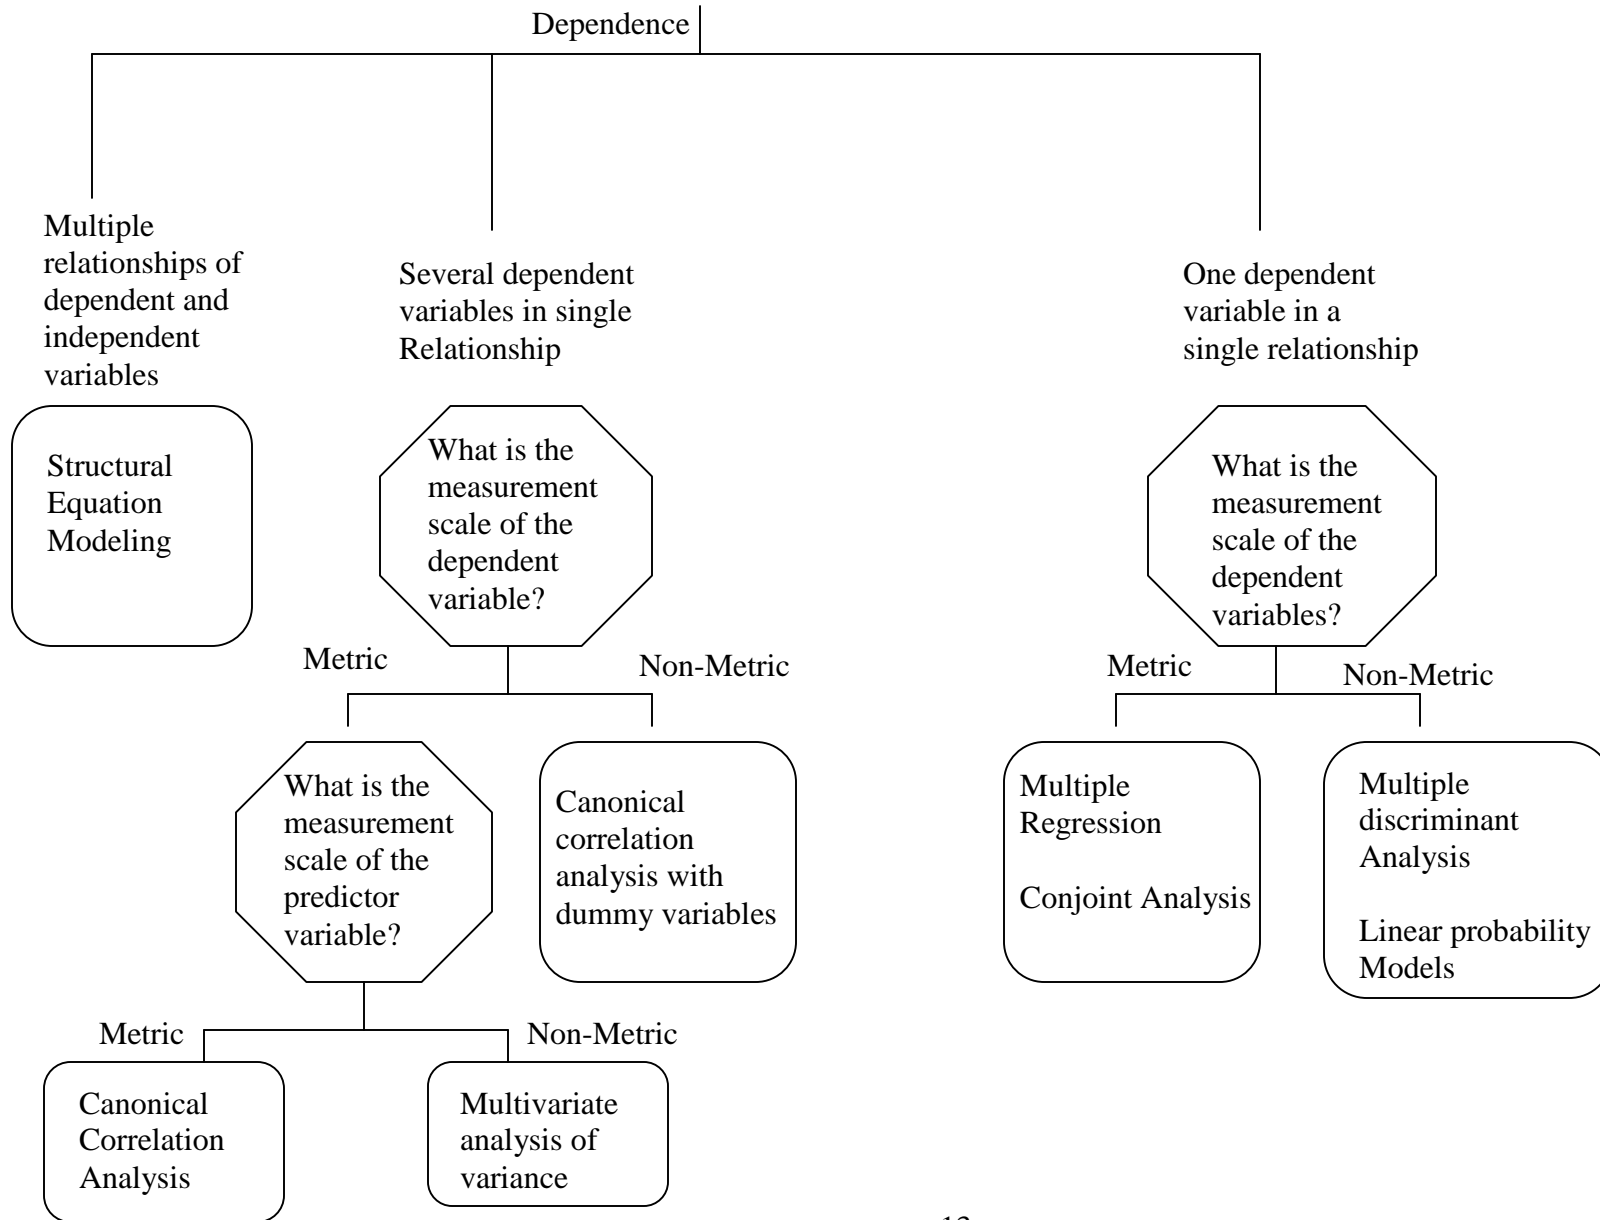 Dependence
Multiple
relationships of
dependent and
independent
variables
Several dependent
variables in single
Relationship
One dependent
variable in a
single relationship
Structural
Equation
Modeling
What is the
measurement
scale of the
dependent
variable?
What is the
measurement
scale of the
dependent
variables?
Metric
Non-Metric
Metric
Non-Metric
What is the
measurement
scale of the
predictor
variable?
Canonical
correlation
analysis with
dummy variables
Multiple
Regression
Conjoint Analysis
Multiple
discriminant
Analysis
Linear probability
Models
Metric
Non-Metric
Canonical
Correlation
Analysis
Multivariate
analysis of
variance